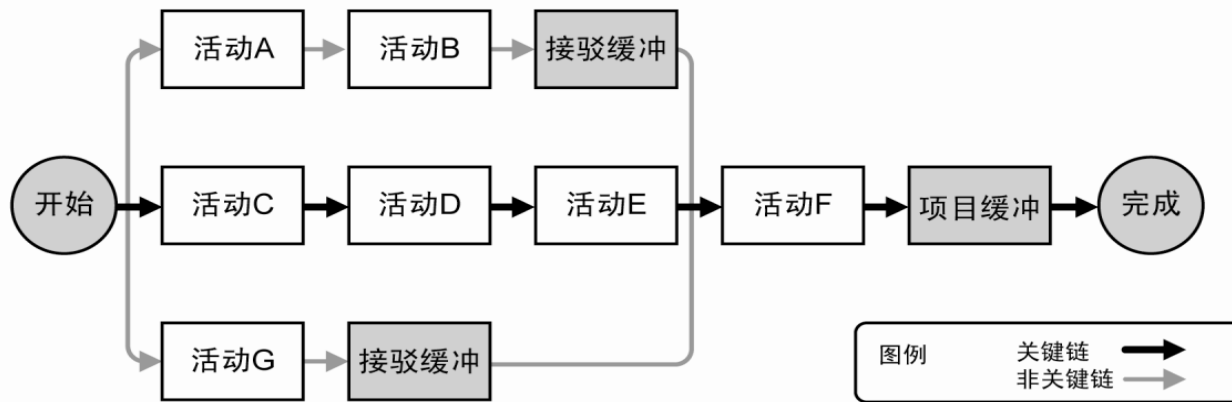 活动A
活动B
接驳缓冲
开始
活动C
活动D
活动E
活动F
项目缓冲
完成
活动G
接驳缓冲
图例
关键链
非关键链